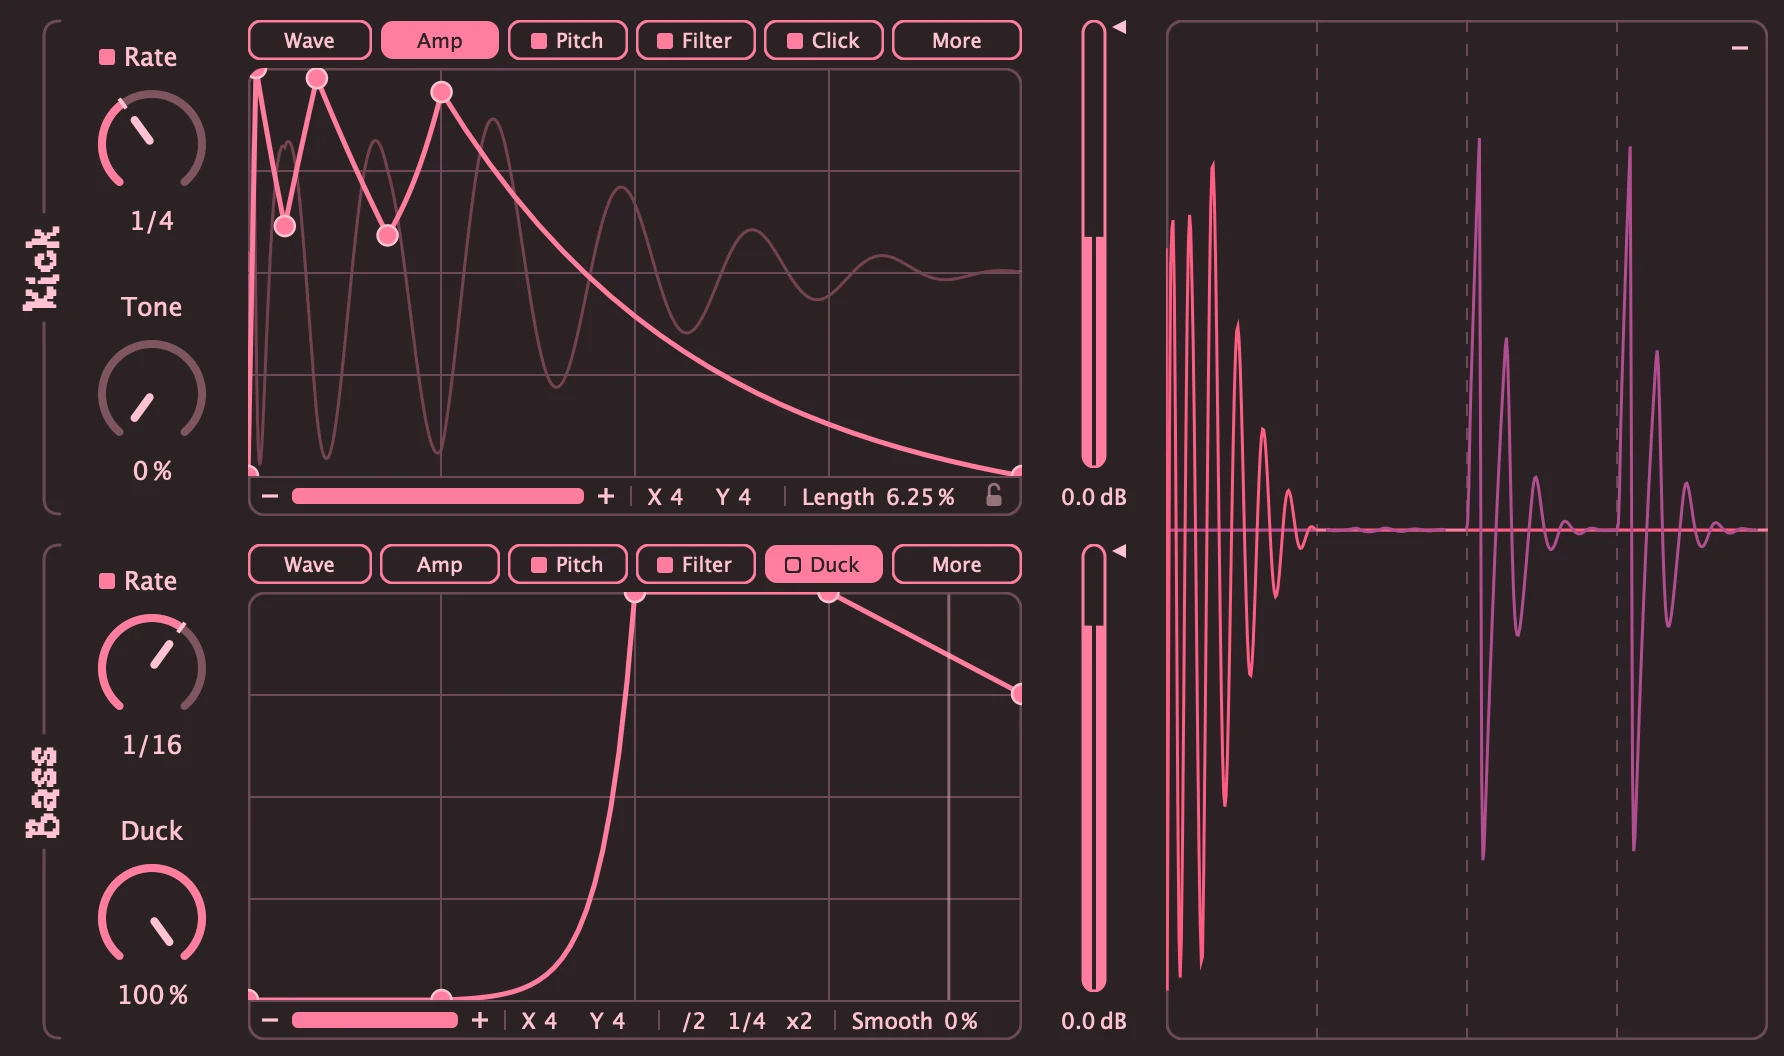 Kick
Rate
1/4
Tone
0%
Wave Amp Pitch Filter Click More
− + X 4 Y 4 Length 6.25%
0.0 dB
Bass
Rate
1/16
Duck
100%
Wave Amp Pitch Filter Duck More
− + X 4 Y 4 /2 1/4 x2 Smooth 0%
0.0 dB